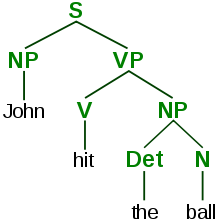 S
NP VP
John V NP
hit Det N
the ball